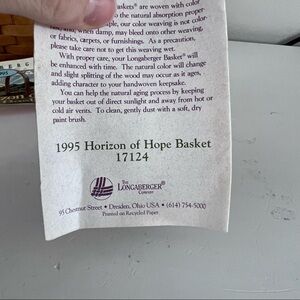 askets® are woven with color
to the natural absorption proper-
ple, our color weaving is not color-
and, when damp, may bleed onto other weaving,
or fabrics, carpets, or furnishings. As a precaution,
please take care not to get this weaving wet.
With proper care, your Longaberger Basket® will
be enhanced with time. The natural color will change
and slight splitting of the wood may occur as it ages,
adding character to your handwoven keepsake.
You can help the natural aging process by keeping
your basket out of direct sunlight and away from hot or
cold air vents. To clean, gently dust with a soft, dry
paint brush.
1995 Horizon of Hope Basket
17124
THE
LONGABERGER®
COMPANY
95 Chestnut Street • Dresden, Ohio USA • (614) 754-5000
Printed on Recycled Paper